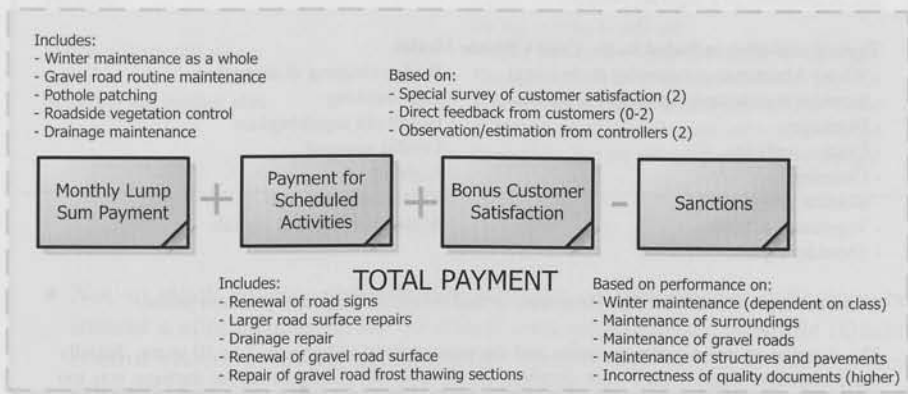 Includes:
- Winter maintenance as a whole
- Gravel road routine maintenance
- Pothole patching
- Roadside vegetation control
- Drainage maintenance
Based on:
- Special survey of customer satisfaction (2)
- Direct feedback from customers (0-2)
- Observation/estimation from controllers (2)
Monthly Lump
Sum Payment
+
Payment for
Scheduled
Activities
+
Bonus Customer
Satisfaction
-
Sanctions
TOTAL PAYMENT
Includes:
- Renewal of road signs
- Larger road surface repairs
- Drainage repair
- Renewal of gravel road surface
- Repair of gravel road frost thawing sections
Based on performance on:
- Winter maintenance (dependent on class)
- Maintenance of surroundings
- Maintenance of gravel roads
- Maintenance of structures and pavements
- Incorrectness of quality documents (higher)